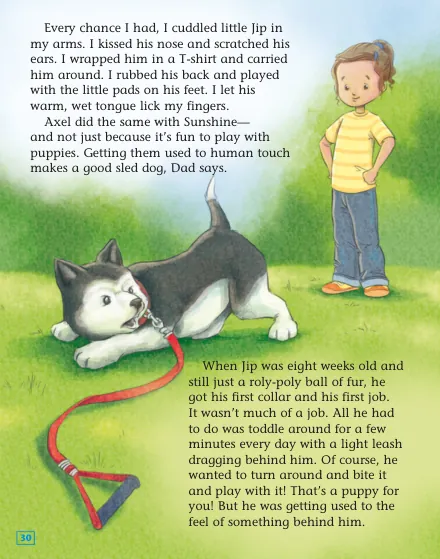 Every chance I had, I cuddled little Jip in
my arms. I kissed his nose and scratched his
ears. I wrapped him in a T-shirt and carried
him around. I rubbed his back and played
with the little pads on his feet. I let his
warm, wet tongue lick my fingers.
Axel did the same with Sunshine—
and not just because it's fun to play with
puppies. Getting them used to human touch
makes a good sled dog, Dad says.
When Jip was eight weeks old and
still just a roly-poly ball of fur, he
got his first collar and his first job.
It wasn't much of a job. All he had
to do was toddle around for a few
minutes every day with a light leash
dragging behind him. Of course, he
wanted to turn around and bite it
and play with it! That's a puppy for
you! But he was getting used to the
feel of something behind him.
30